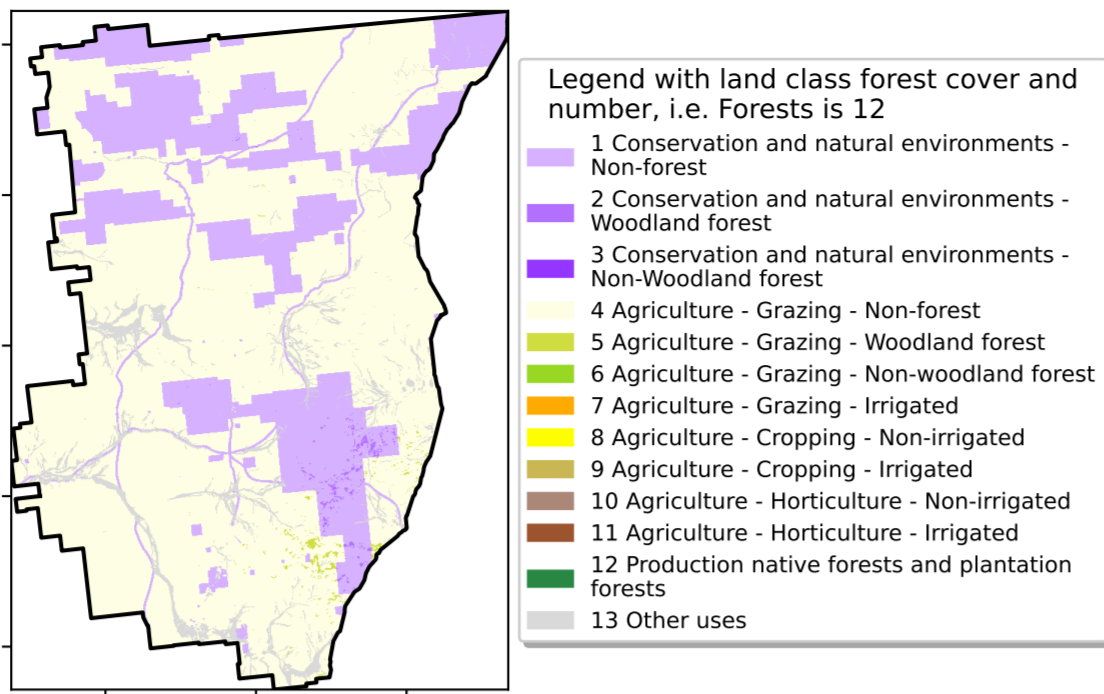 Legend with land class forest cover and
number, i.e. Forests is 12
1 Conservation and natural environments -
Non-forest
2 Conservation and natural environments -
Woodland forest
3 Conservation and natural environments -
Non-Woodland forest
4 Agriculture - Grazing - Non-forest
5 Agriculture - Grazing - Woodland forest
6 Agriculture - Grazing - Non-woodland forest
7 Agriculture - Grazing - Irrigated
8 Agriculture - Cropping - Non-irrigated
9 Agriculture - Cropping - Irrigated
10 Agriculture - Horticulture - Non-irrigated
11 Agriculture - Horticulture - Irrigated
12 Production native forests and plantation
forests
13 Other uses